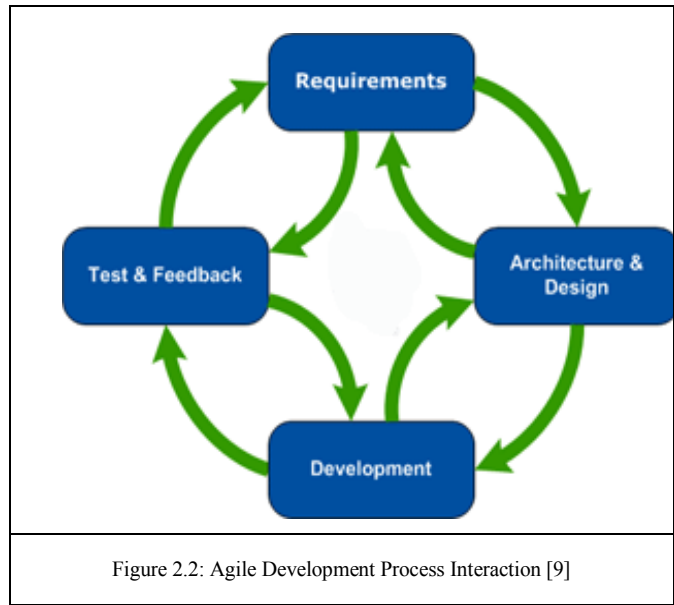 Requirements
Test & Feedback
Architecture &
Design
Development
Figure 2.2: Agile Development Process Interaction [9]